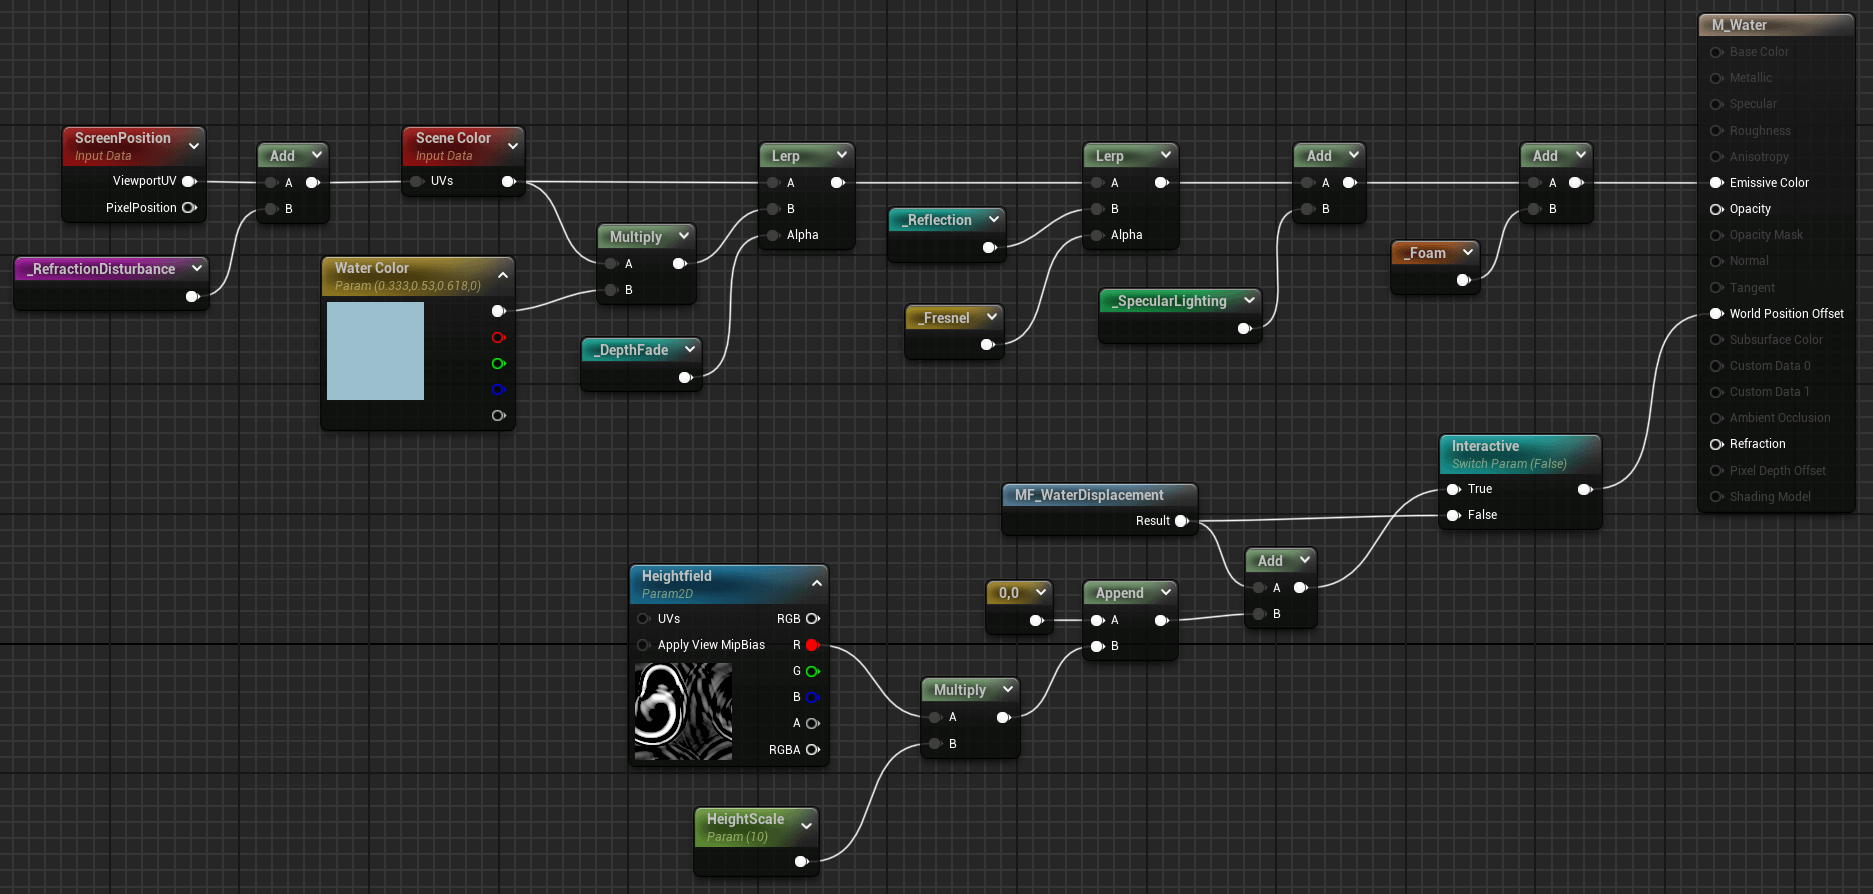 M_Water
Base Color
Metallic
Specular
Roughness
Anisotropy
Emissive Color
Opacity
Opacity Mask
Normal
Tangent
World Position Offset
Subsurface Color
Custom Data 0
Custom Data 1
Ambient Occlusion
Refraction
Pixel Depth Offset
Shading Model
ScreenPosition
Input Data
ViewportUV
PixelPosition
Add
A
B
_RefractionDisturbance
Scene Color
Input Data
UVs
Water Color
Param (0.333,0.53,0.618,0)
Multiply
A
B
_DepthFade
Lerp
A
B
Alpha
_Reflection
_Fresnel
Lerp
A
B
Alpha
_SpecularLighting
Add
A
B
_Foam
Add
A
B
Interactive
Switch Param (False)
True
False
MF_WaterDisplacement
Result
Add
A
B
Heightfield
Param2D
UVs
RGB
Apply View MipBias
R
G
B
A
RGBA
0,0
Append
A
B
Multiply
A
B
HeightScale
Param (10)